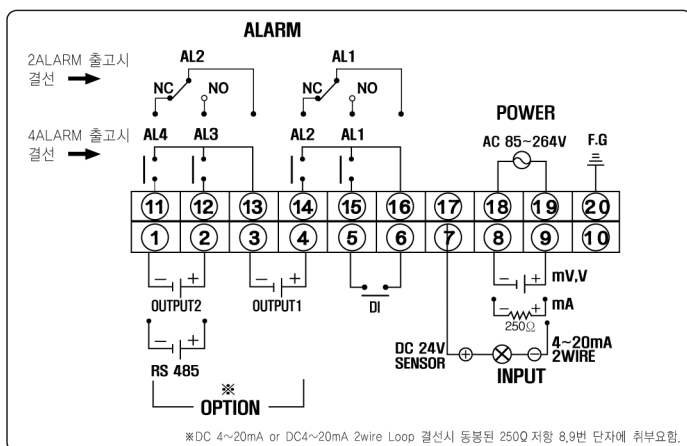 ALARM
2ALARM 출고시
결선
AL2
AL1
NC
NO
NC
NO
POWER
4ALARM 출고시
결선
AL4
AL3
AL2
AL1
AC 85~264V
F.G
11
12
13
14
15
16
17
18
19
20
1
2
3
4
5
6
7
8
9
10
− +
OUTPUT2
− +
OUTPUT1
DI
− +
mV,V
− +
mA
250Ω
− +
RS 485
DC 24V
SENSOR
+
−
4~20mA
2WIRE
INPUT
※
OPTION
※DC 4~20mA or DC4~20mA 2wire Loop 결선시 동봉된 250Ω 저항 8,9번 단자에 취부요함.